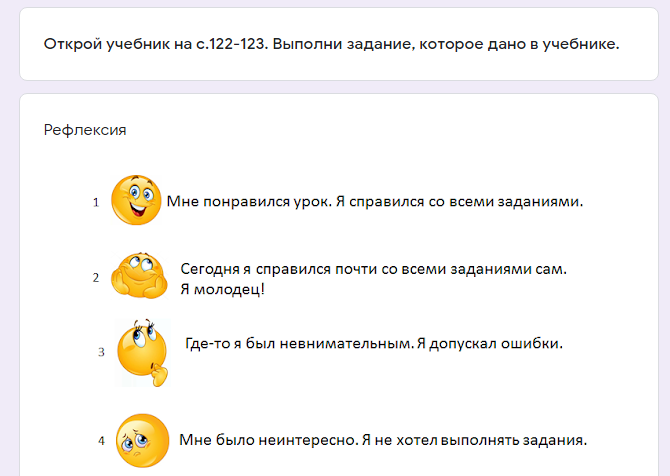 Открой учебник на с.122-123. Выполни задание, которое дано в учебнике.
Рефлексия
1 Мне понравился урок. Я справился со всеми заданиями.
2 Сегодня я справился почти со всеми заданиями сам.
Я молодец!
3 Где-то я был невнимательным. Я допускал ошибки.
4 Мне было неинтересно. Я не хотел выполнять задания.